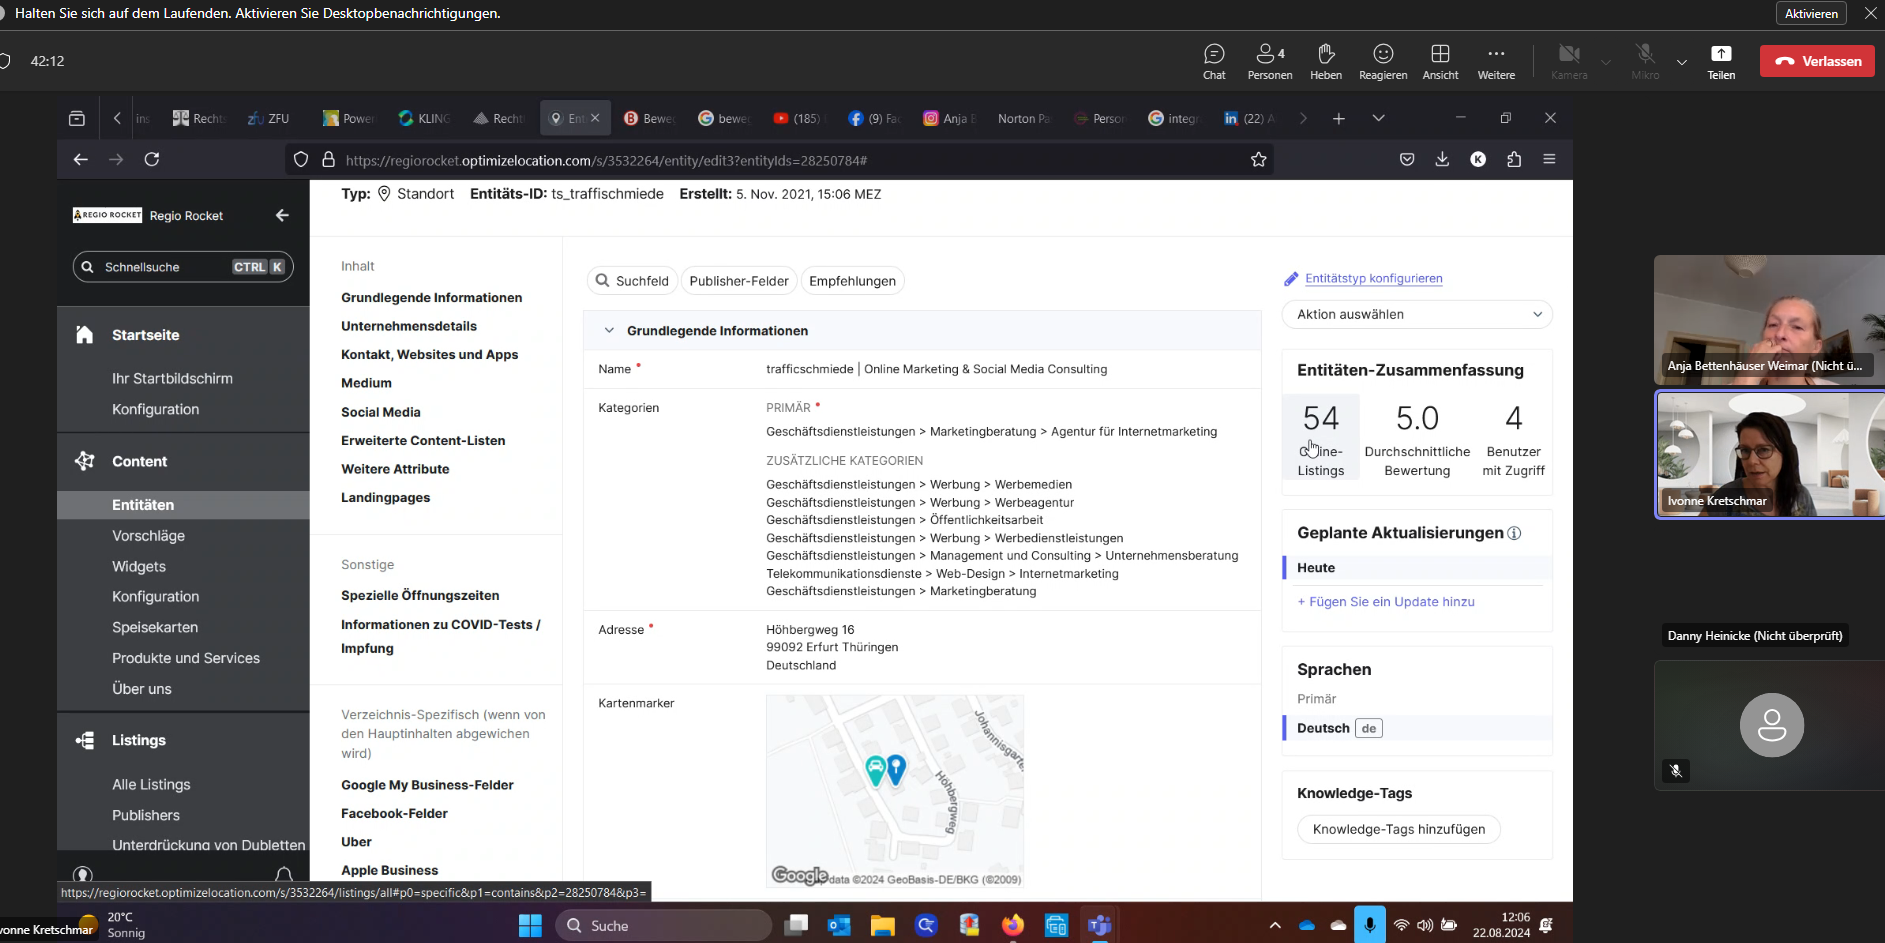 Halten Sie sich auf dem Laufenden. Aktivieren Sie Desktopbenachrichtigungen.
Aktivieren
42:12
Chat
4
Personen
Heben
Reagieren
Ansicht
Weitere
Kamera
Mikro
Teilen
Verlassen
ins
Rechts
ZFU
Power
KLING
Recht
Ent
Bewe
bewe
(185)
(9) Fac
Anja B
Norton Pa
Person
integr
(22) A
https://regiorocket.optimizelocation.com/s/3532264/entity/edit3?entityIds=28250784#
K
REGIO ROCKET
Regio Rocket
Schnellsuche
CTRL K
Startseite
Ihr Startbildschirm
Konfiguration
Content
Entitäten
Vorschläge
Widgets
Konfiguration
Speisekarten
Produkte und Services
Über uns
Listings
Alle Listings
Publishers
Unterdrückung von Dubletten
Typ: Standort Entitäts-ID: ts_traffischmiede Erstellt: 5. Nov. 2021, 15:06 MEZ
Inhalt
Grundlegende Informationen
Unternehmensdetails
Kontakt, Websites und Apps
Medium
Social Media
Erweiterte Content-Listen
Weitere Attribute
Landingpages
Sonstige
Spezielle Öffnungszeiten
Informationen zu COVID-Tests /
Impfung
Verzeichnis-Spezifisch (wenn von
den Hauptinhalten abgewichen
wird)
Google My Business-Felder
Facebook-Felder
Uber
Apple Business
Suchfeld
Publisher-Felder
Empfehlungen
Grundlegende Informationen
Name *
trafficschmiede | Online Marketing & Social Media Consulting
Kategorien
PRIMÄR *
Geschäftsdienstleistungen > Marketingberatung > Agentur für Internetmarketing
ZUSÄTZLICHE KATEGORIEN
Geschäftsdienstleistungen > Werbung > Werbemedien
Geschäftsdienstleistungen > Werbung > Werbeagentur
Geschäftsdienstleistungen > Öffentlichkeitsarbeit
Geschäftsdienstleistungen > Werbung > Werbedienstleistungen
Geschäftsdienstleistungen > Management und Consulting > Unternehmensberatung
Telekommunikationsdienste > Web-Design > Internetmarketing
Geschäftsdienstleistungen > Marketingberatung
Adresse *
Höhbergweg 16
99092 Erfurt Thüringen
Deutschland
Kartenmarker
Johannisgarten
Höhbergweg
Google
data ©2024 GeoBasis-DE/BKG (©2009)
Entitätstyp konfigurieren
Aktion auswählen
Entitäten-Zusammenfassung
54
Online-
Listings
5.0
Durchschnittliche
Bewertung
4
Benutzer
mit Zugriff
Geplante Aktualisierungen
Heute
+ Fügen Sie ein Update hinzu
Sprachen
Primär
Deutsch de
Knowledge-Tags
Knowledge-Tags hinzufügen
Anja Bettenhäuser Weimar (Nicht ü...
Ivonne Kretschmar
Danny Heinicke (Nicht überprüft)
https://regiorocket.optimizelocation.com/s/3532264/listings/all#p0=specific&p1=contains&p2=28250784&p3=
vonne Kretschmar
20°C
Sonnig
Suche
12:06
22.08.2024